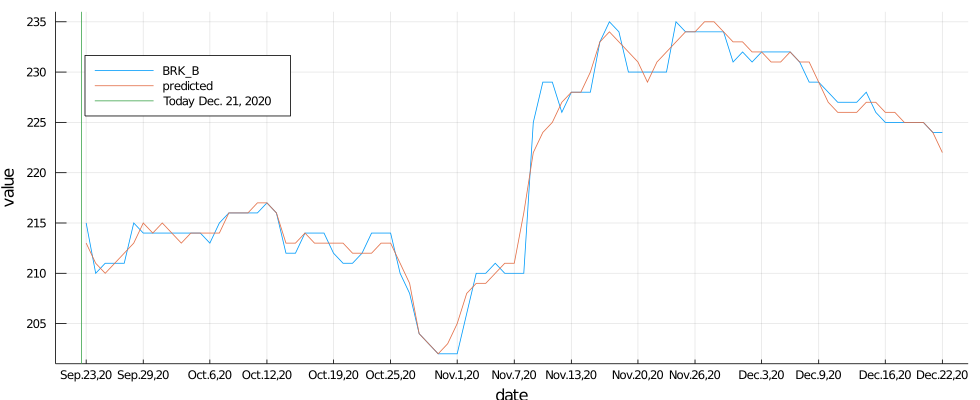 235
230
225
220
215
210
205
value
BRK_B
predicted
Today Dec. 21, 2020
Sep.23,20 Sep.29,20 Oct.6,20 Oct.12,20 Oct.19,20 Oct.25,20 Nov.1,20 Nov.7,20 Nov.13,20 Nov.20,20 Nov.26,20 Dec.3,20 Dec.9,20 Dec.16,20 Dec.22,20
date